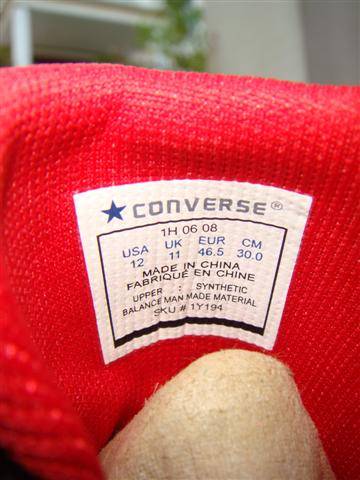 ★ CONVERSE®
1H 06 08
USA UK EUR CM
12 11 46.5 30.0
MADE IN CHINA
FABRIQUÉ EN CHINE
UPPER : SYNTHETIC
BALANCE MAN MADE MATERIAL
SKU # 1Y194